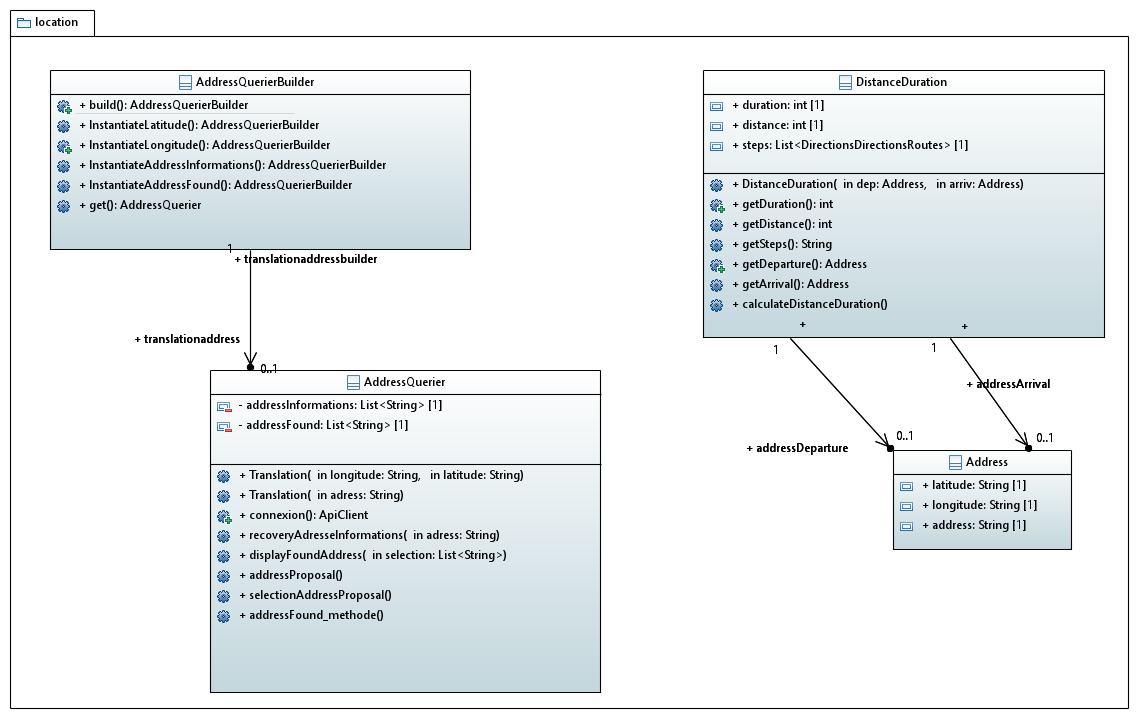 location
AddressQuerierBuilder
+ build(): AddressQuerierBuilder
+ InstantiateLatitude(): AddressQuerierBuilder
+ InstantiateLongitude(): AddressQuerierBuilder
+ InstantiateAddressInformations(): AddressQuerierBuilder
+ InstantiateAddressFound(): AddressQuerierBuilder
+ get(): AddressQuerier
1
+ translationaddressbuilder
+ translationaddress
0..1
AddressQuerier
- addressInformations: List<String> [1]
- addressFound: List<String> [1]
+ Translation( in longitude: String, in latitude: String)
+ Translation( in adress: String)
+ connexion(): ApiClient
+ recoveryAdresseInformations( in adress: String)
+ displayFoundAddress( in selection: List<String>)
+ addressProposal()
+ selectionAddressProposal()
+ addressFound_methode()
DistanceDuration
+ duration: int [1]
+ distance: int [1]
+ steps: List<DirectionsDirectionsRoutes> [1]
+ DistanceDuration( in dep: Address, in arriv: Address)
+ getDuration(): int
+ getDistance(): int
+ getSteps(): String
+ getDeparture(): Address
+ getArrival(): Address
+ calculateDistanceDuration()
+ +
1 1
+ addressArrival
+ addressDeparture
0..1 0..1
Address
+ latitude: String [1]
+ longitude: String [1]
+ address: String [1]